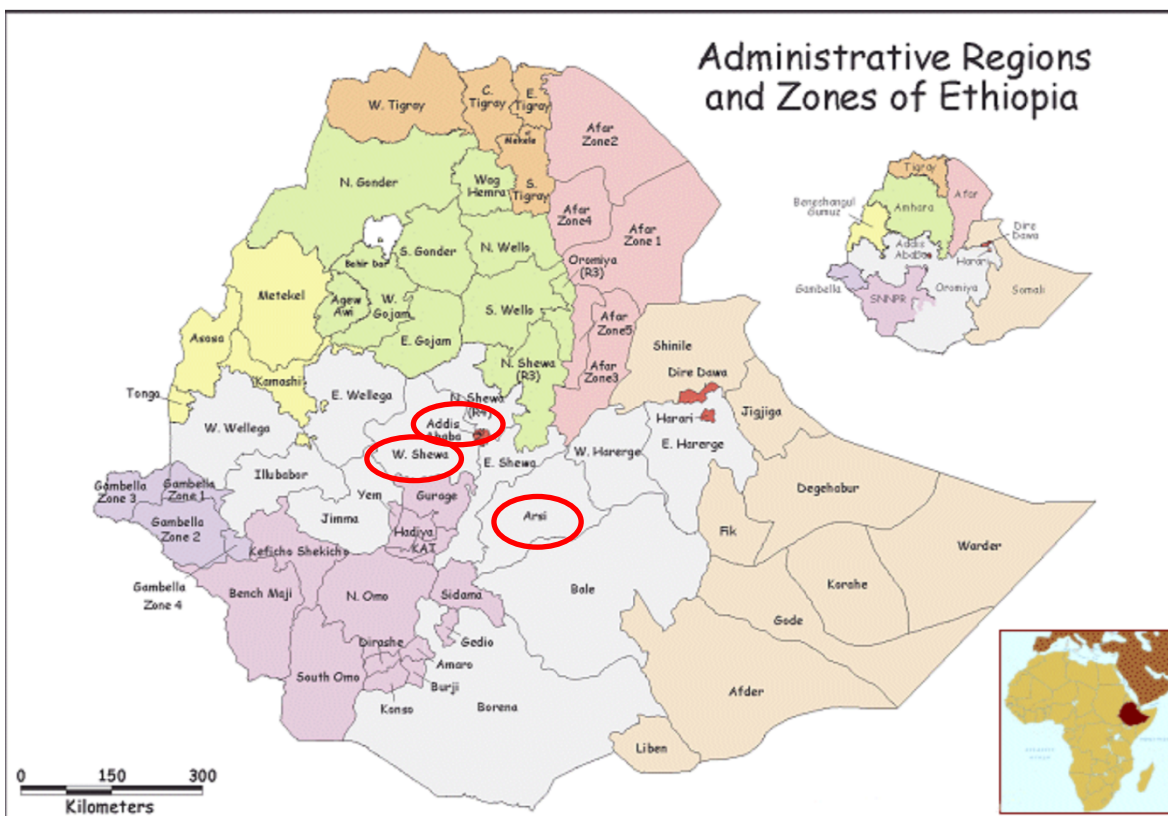 Administrative Regions
and Zones of Ethiopia
W. Tigray
C.
Tigray
E.
Tigray
Mekele
S.
Tigray
Afar
Zone2
N. Gonder
Wag
Hemra
Afar
Zone4
Afar
Zone 1
S. Gonder
N. Wello
Oromiya
(R3)
Bahir Dar
Metekel
Agew
Awi
W.
Gojam
S. Wello
E. Gojam
Afar
Zone5
Asosa
N. Shewa
(R3)
Afar
Zone3
Shinile
Dire Dawa
Kamashi
Tonga
E. Wellega
N. Shewa
(R4)
Addis
Ababa
Harari
Jigjiga
W. Wellega
W. Shewa
E. Shewa
W. Harerge
E. Harerge
Illubabor
Gambella
Zone 3
Gambella
Zone 1
Yem
Gurage
Degehabur
Jimma
Arsi
Gambella
Zone 2
Hadiya
Fik
KAT
Warder
Keficho Shekicho
Gambella
Zone 4
Bench Maji
N. Omo
Sidama
Bale
Korahe
Gode
Gedio
Dirashe
Amaro
South Omo
Burji
Konso
Borena
Afder
Liben
Tigray
Afar
Beneshangul
Gumuz
Amhara
Dire
Dawa
Addis
Ababa
Harari
Gambella
SNNPR
Oromiya
Somali
0 150 300
Kilometers